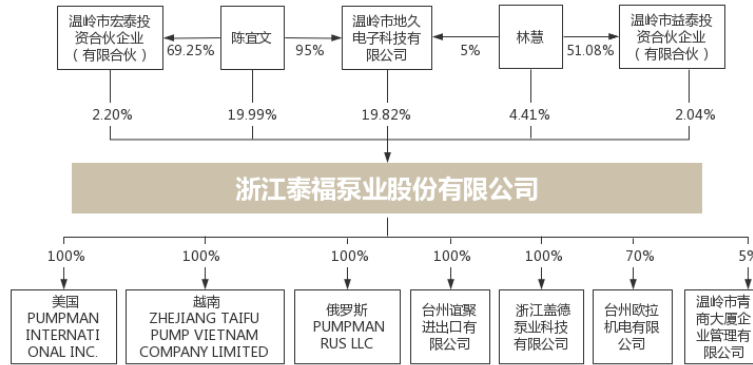 温岭市宏泰投
资合伙企业
（有限合伙）
69.25%
陈宜文
95%
温岭市地久
电子科技有
限公司
5%
林慧
51.08%
温岭市益泰投
资合伙企业
（有限合伙）
2.20%
19.99%
19.82%
4.41%
2.04%
浙江泰福泵业股份有限公司
100%
100%
100%
100%
100%
70%
5%
美国
PUMPMAN
INTERNATI
ONAL INC.
越南
ZHEJIANG TAIFU
PUMP VIETNAM
COMPANY LIMITED
俄罗斯
PUMPMAN
RUS LLC
台州谊聚
进出口有
限公司
浙江盖德
泵业科技
有限公司
台州欧拉
机电有限
公司
温岭市青
商大厦企
业管理有
限公司